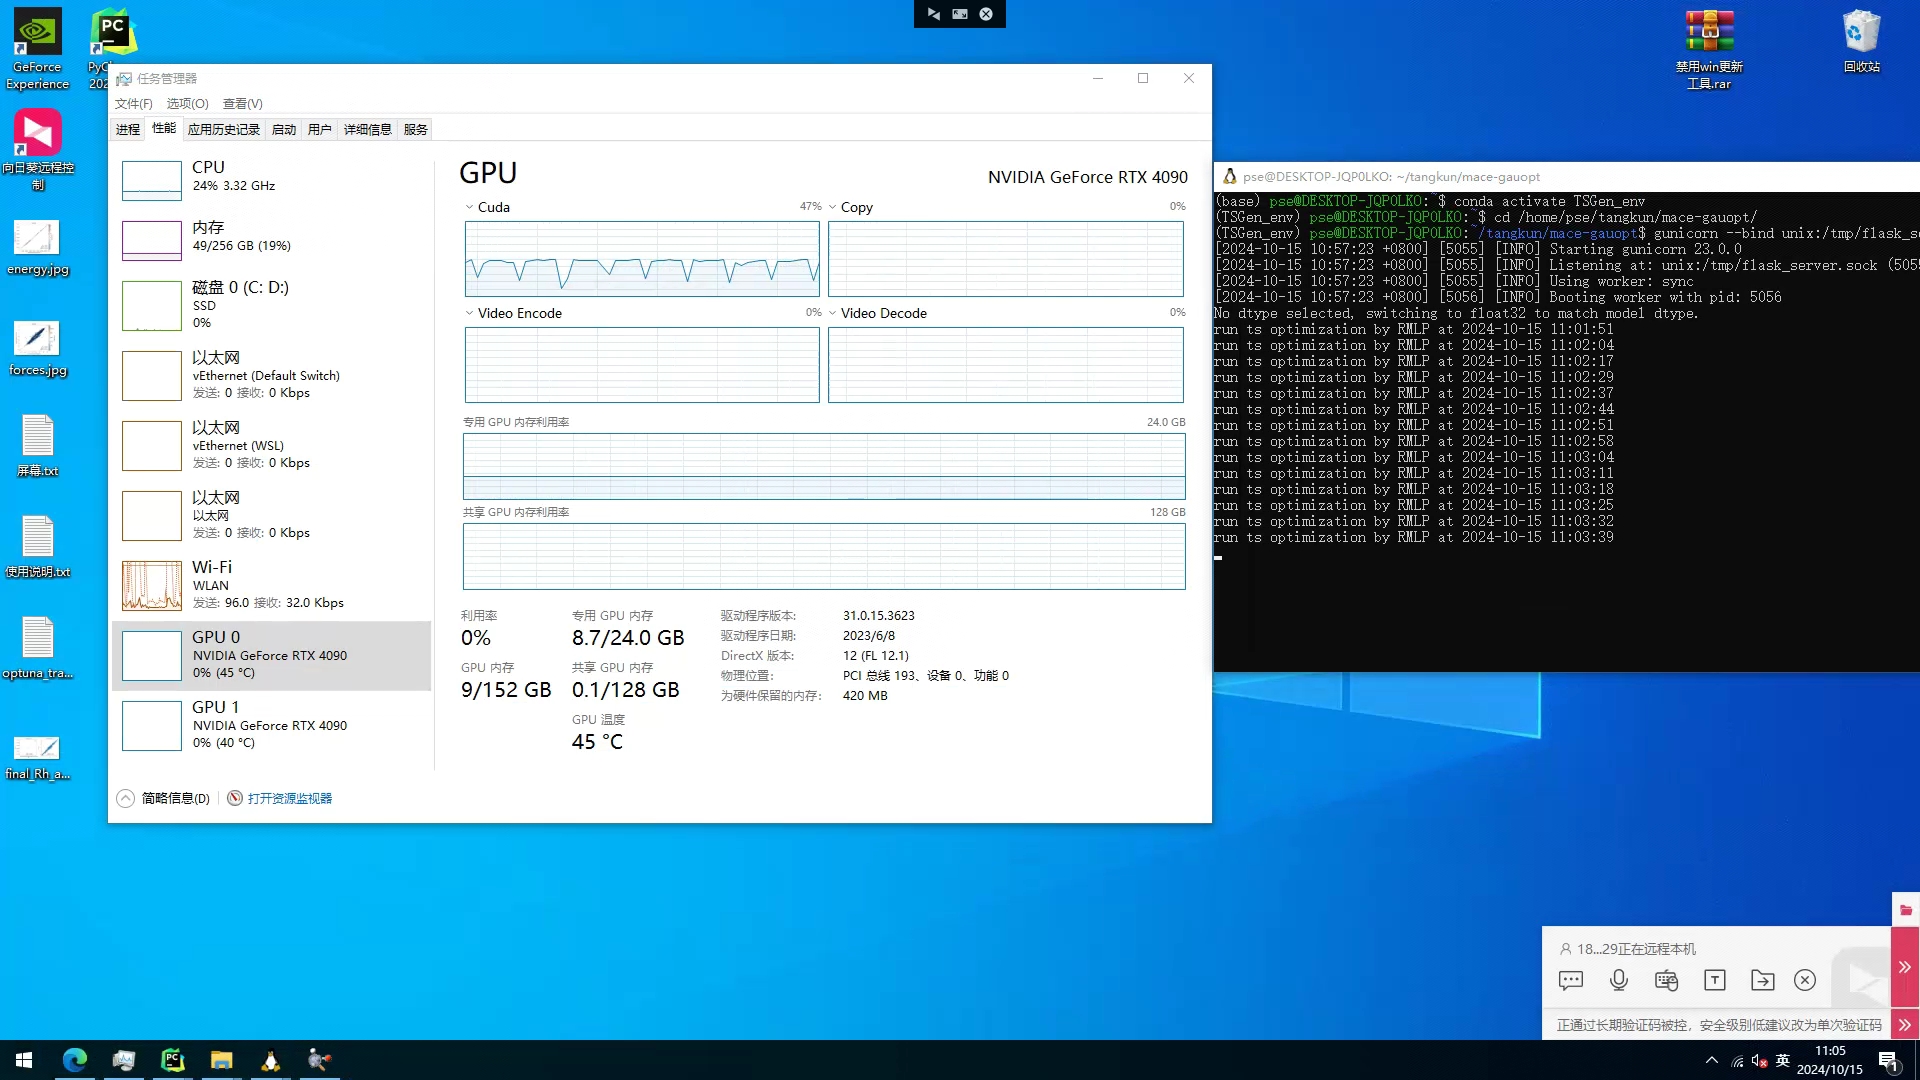 GeForce
Experience
PyC
202
向日葵远程控
制
energy.jpg
forces.jpg
屏幕.txt
使用说明.txt
optuna_tra...
final_Rh_a...
禁用win更新
工具.rar
回收站
任务管理器
文件(F) 选项(O) 查看(V)
进程 性能 应用历史记录 启动 用户 详细信息 服务
CPU
24% 3.32 GHz
内存
49/256 GB (19%)
磁盘 0 (C: D:)
SSD
0%
以太网
vEthernet (Default Switch)
发送: 0 接收: 0 Kbps
以太网
vEthernet (WSL)
发送: 0 接收: 0 Kbps
以太网
以太网
发送: 0 接收: 0 Kbps
Wi-Fi
WLAN
发送: 96.0 接收: 32.0 Kbps
GPU 0
NVIDIA GeForce RTX 4090
0% (45 °C)
GPU 1
NVIDIA GeForce RTX 4090
0% (40 °C)
GPU
NVIDIA GeForce RTX 4090
Cuda 47%
Copy 0%
Video Encode 0%
Video Decode 0%
专用 GPU 内存利用率 24.0 GB
共享 GPU 内存利用率 128 GB
利用率
0%
专用 GPU 内存
8.7/24.0 GB
GPU 内存
9/152 GB
共享 GPU 内存
0.1/128 GB
GPU 温度
45 °C
驱动程序版本: 31.0.15.3623
驱动程序日期: 2023/6/8
DirectX 版本: 12 (FL 12.1)
物理位置: PCI 总线 193、设备 0、功能 0
为硬件保留的内存: 420 MB
简略信息(D) 打开资源监视器
pse@DESKTOP-JQP0LKO: ~/tangkun/mace-gauopt
(base) pse@DESKTOP-JQP0LKO:~$ conda activate TSGen_env
(TSGen_env) pse@DESKTOP-JQP0LKO:~$ cd /home/pse/tangkun/mace-gauopt/
(TSGen_env) pse@DESKTOP-JQP0LKO:~/tangkun/mace-gauopt$ gunicorn --bind unix:/tmp/flask_se
[2024-10-15 10:57:23 +0800] [5055] [INFO] Starting gunicorn 23.0.0
[2024-10-15 10:57:23 +0800] [5055] [INFO] Listening at: unix:/tmp/flask_server.sock (5055
[2024-10-15 10:57:23 +0800] [5055] [INFO] Using worker: sync
[2024-10-15 10:57:23 +0800] [5056] [INFO] Booting worker with pid: 5056
No dtype selected, switching to float32 to match model dtype.
run ts optimization by RMLP at 2024-10-15 11:01:51
run ts optimization by RMLP at 2024-10-15 11:02:04
run ts optimization by RMLP at 2024-10-15 11:02:17
run ts optimization by RMLP at 2024-10-15 11:02:29
run ts optimization by RMLP at 2024-10-15 11:02:37
run ts optimization by RMLP at 2024-10-15 11:02:44
run ts optimization by RMLP at 2024-10-15 11:02:51
run ts optimization by RMLP at 2024-10-15 11:02:58
run ts optimization by RMLP at 2024-10-15 11:03:04
run ts optimization by RMLP at 2024-10-15 11:03:11
run ts optimization by RMLP at 2024-10-15 11:03:18
run ts optimization by RMLP at 2024-10-15 11:03:25
run ts optimization by RMLP at 2024-10-15 11:03:32
run ts optimization by RMLP at 2024-10-15 11:03:39
18...29正在远程本机
正通过长期验证码被控，安全级别低建议改为单次验证码
英
11:05
2024/10/15
1